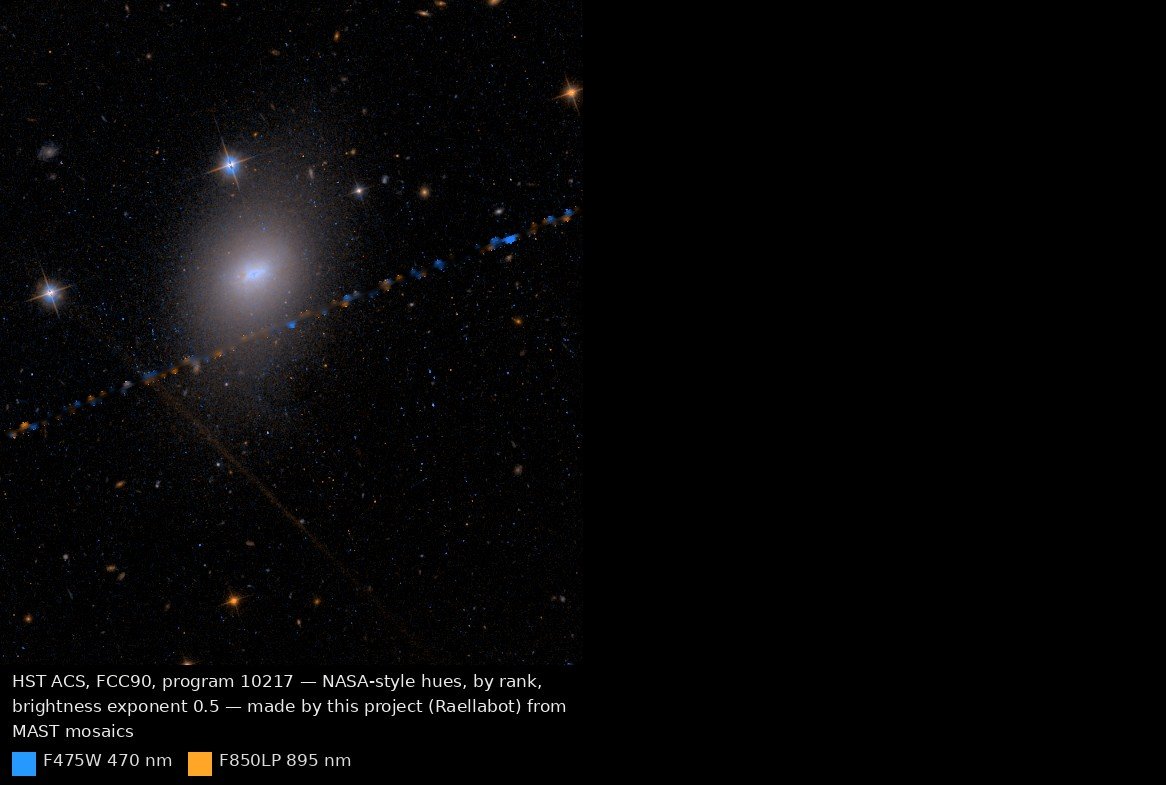 HST ACS, FCC90, program 10217 — NASA-style hues, by rank,
brightness exponent 0.5 — made by this project (Raellabot) from
MAST mosaics
F475W 470 nm F850LP 895 nm